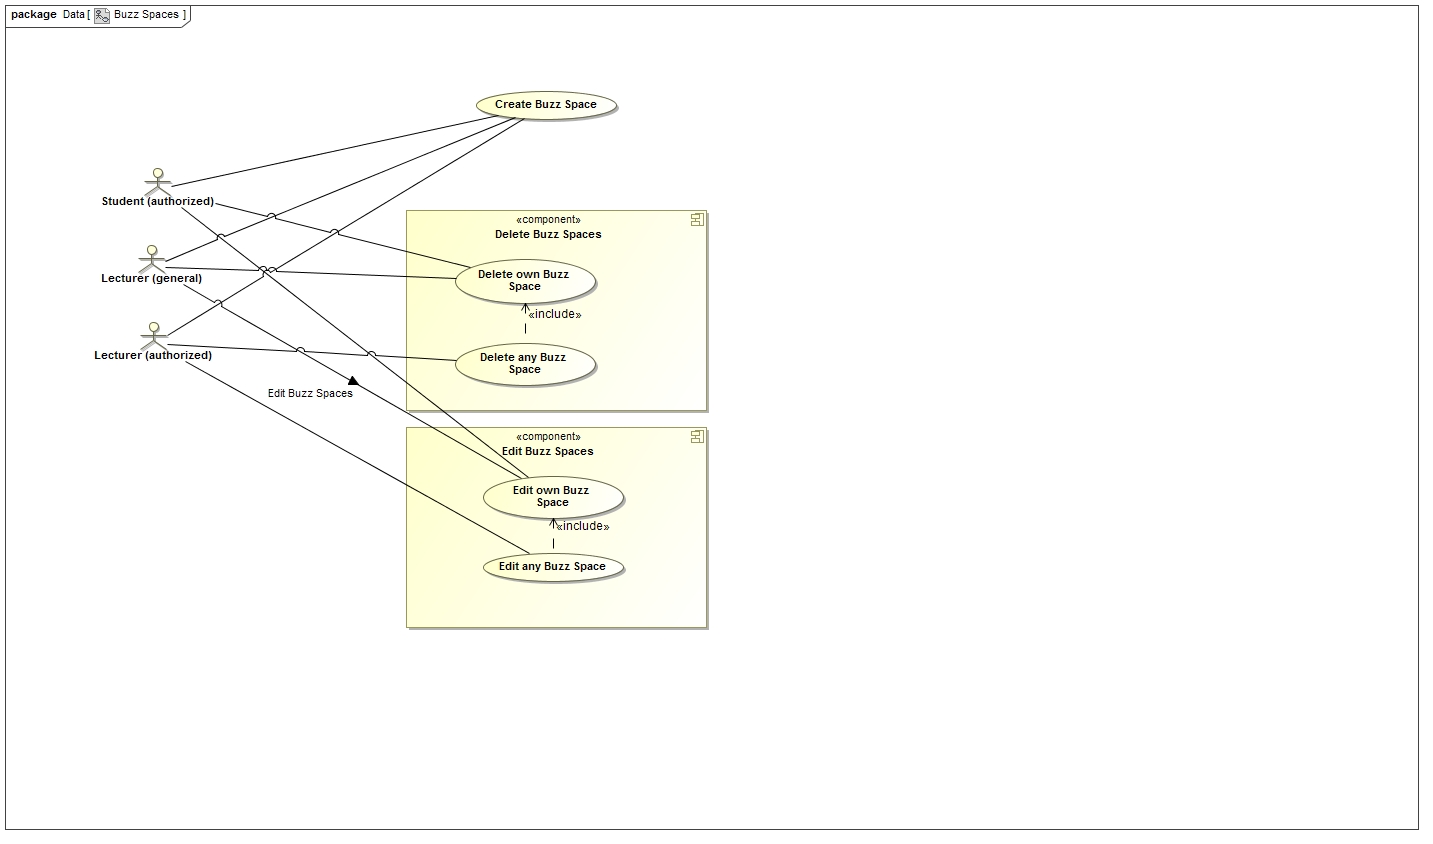 package Data [ Buzz Spaces ]
Create Buzz Space
Student (authorized)
Lecturer (general)
Lecturer (authorized)
«component»
Delete Buzz Spaces
Delete own Buzz
Space
«include»
Delete any Buzz
Space
Edit Buzz Spaces
«component»
Edit Buzz Spaces
Edit own Buzz
Space
«include»
Edit any Buzz Space